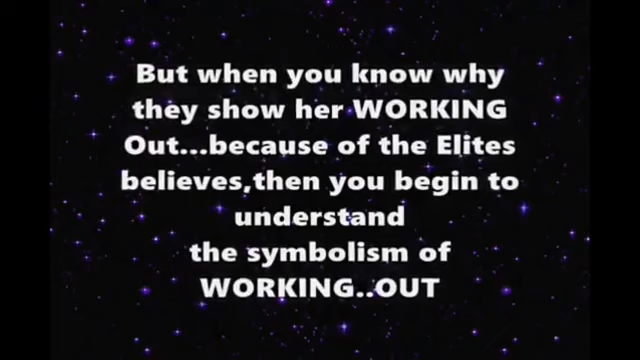 But when you know why
they show her WORKING
Out...because of the Elites
believes,then you begin to
understand
the symbolism of
WORKING..OUT